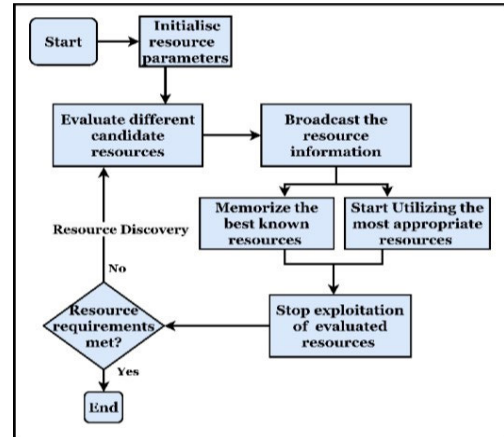 Start
Initialise
resource
parameters
Evaluate different
candidate
resources
Broadcast the
resource
information
Memorize the
best known
resources
Start Utilizing the
most appropriate
resources
Resource Discovery
No
Resource
requirements
met?
Stop exploitation
of evaluated
resources
Yes
End